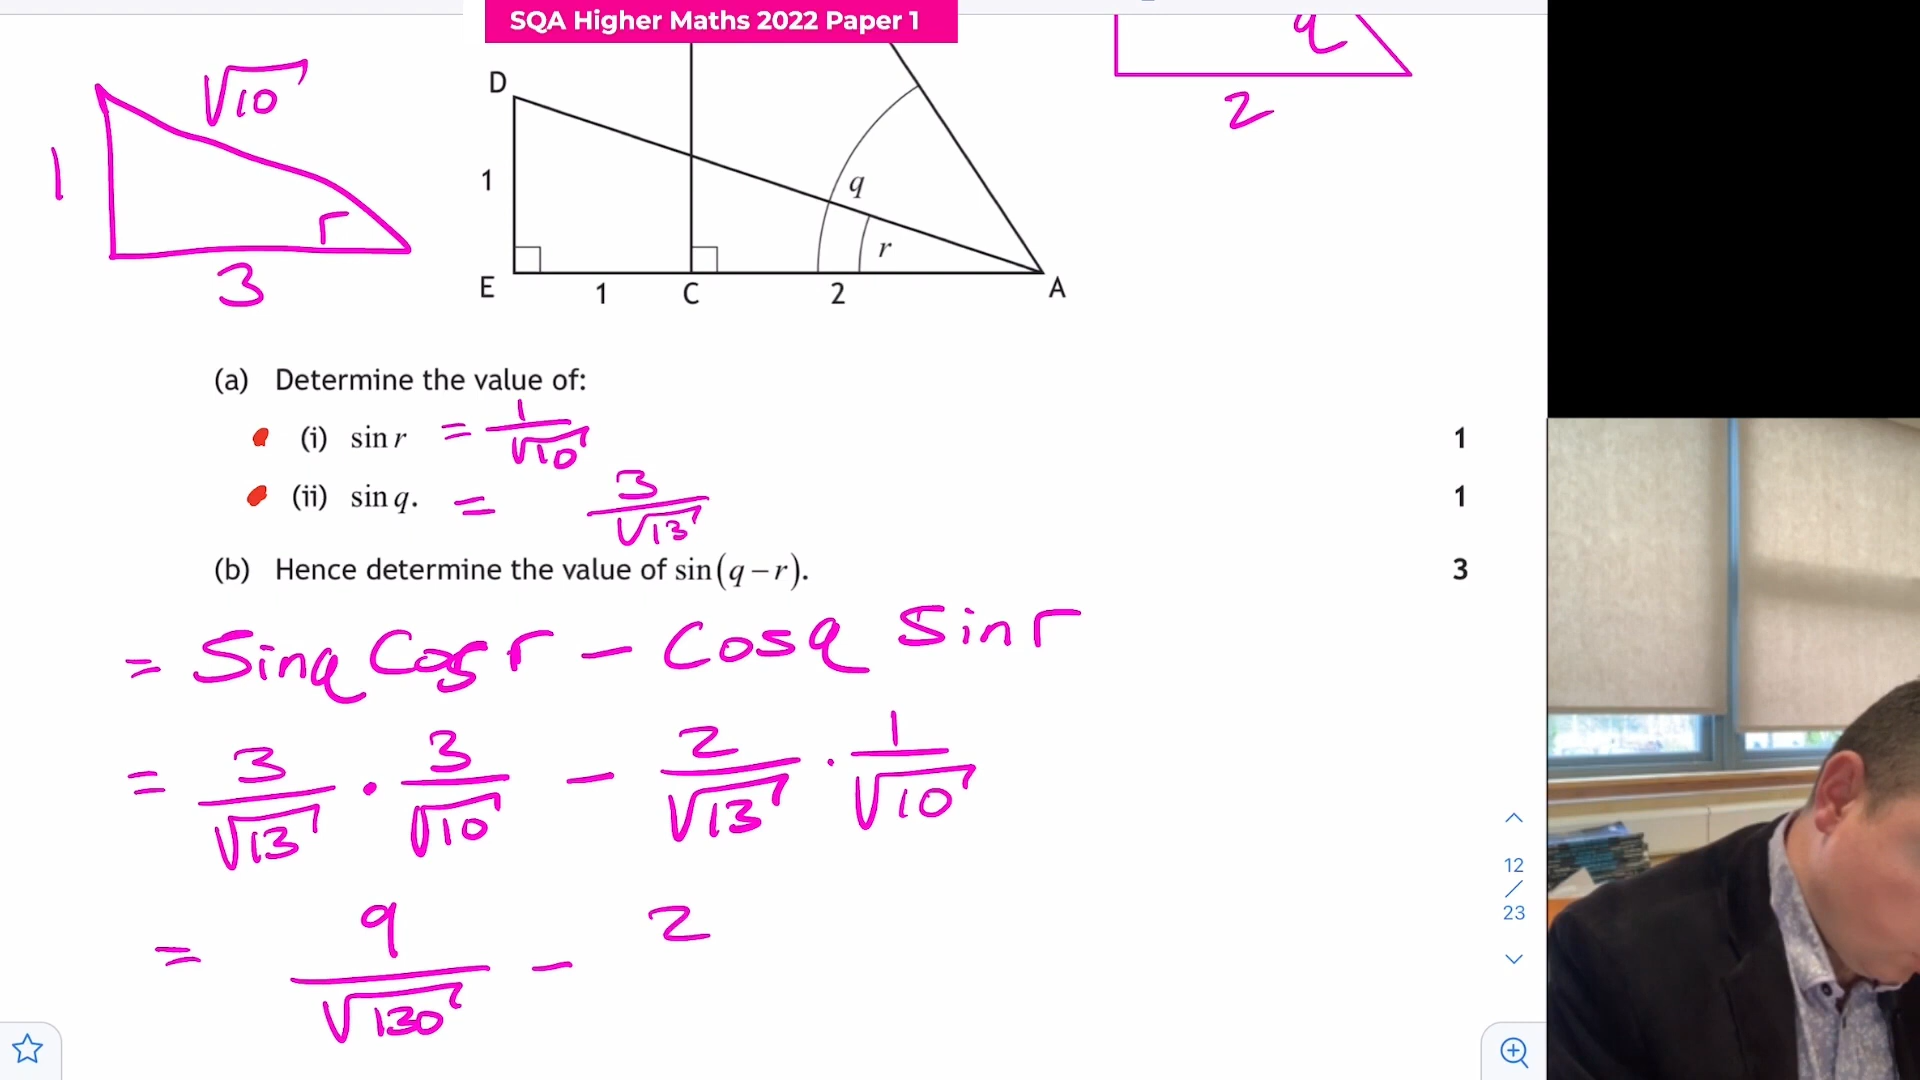 SQA Higher Maths 2022 Paper 1
√10
1
r
3
D
1
E
1
C
2
A
q
r
q
2
(a) Determine the value of:
(i) sin r = 1/√10 1
(ii) sin q. = 3/√13 1
(b) Hence determine the value of sin(q – r). 3
= Sinq Cos r – Cosq Sin r
= 3/√13 · 3/√10 – 2/√13 · 1/√10
= 9/√130 – 2
12
/
23